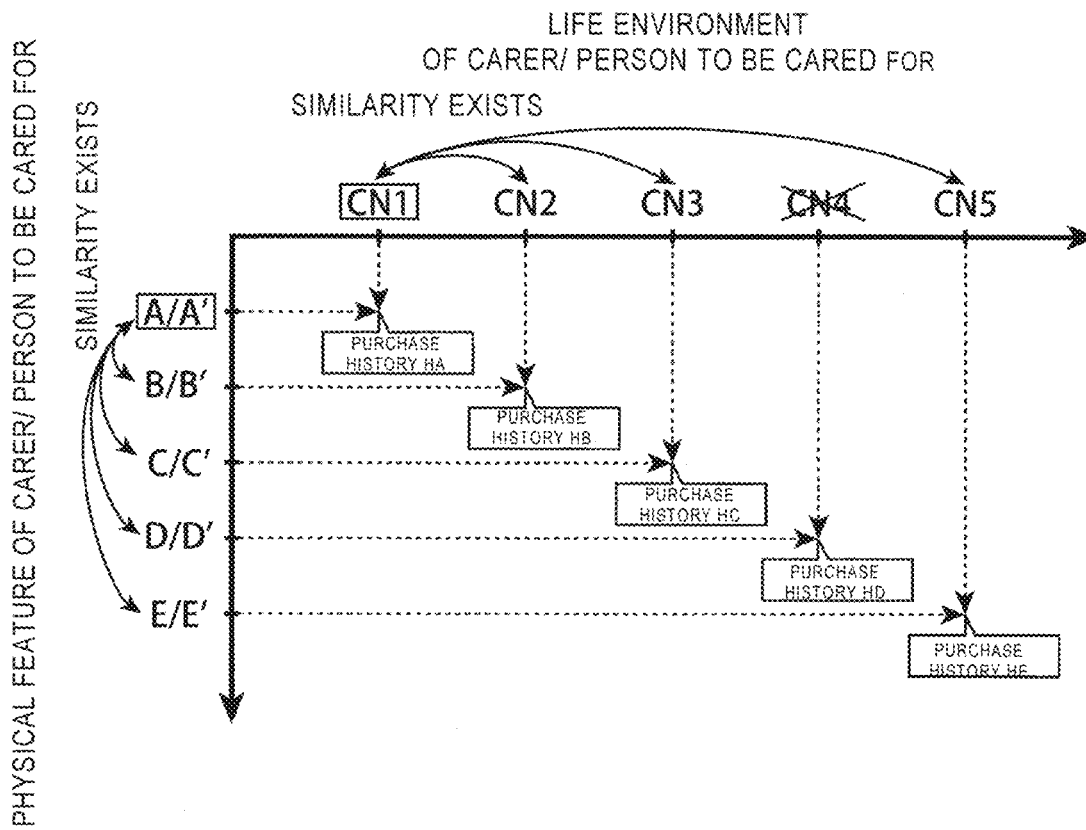 LIFE ENVIRONMENT
OF CARER/ PERSON TO BE CARED FOR
SIMILARITY EXISTS
CN1 CN2 CN3 CN4 CN5
PHYSICAL FEATURE OF CARER/ PERSON TO BE CARED FOR
SIMILARITY EXISTS
A/A'
PURCHASE
HISTORY HA
B/B'
PURCHASE
HISTORY HB
C/C'
PURCHASE
HISTORY HC
D/D'
PURCHASE
HISTORY HD
E/E'
PURCHASE
HISTORY HE